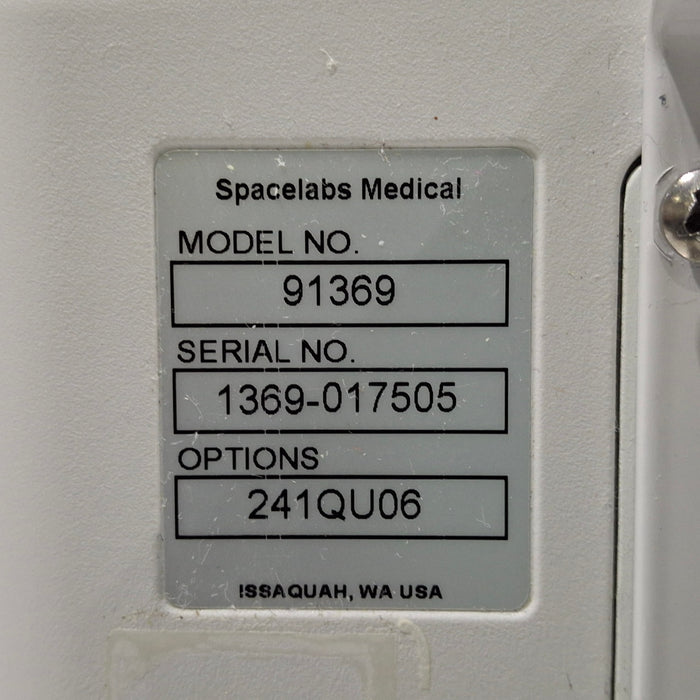 Spacelabs Medical
MODEL NO.
91369
SERIAL NO.
1369-017505
OPTIONS
241QU06
ISSAQUAH, WA USA